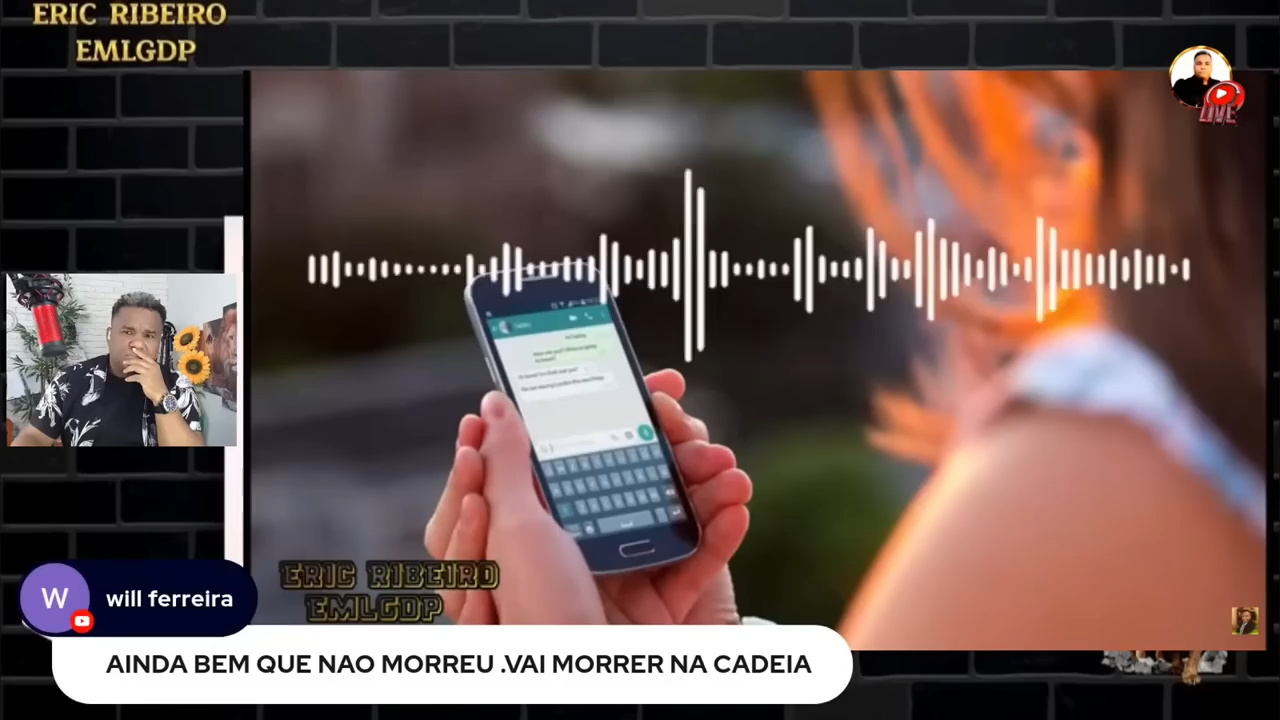 ERIC RIBEIRO
EMLGDP
LIVE
ERIC RIBEIRO
EMLGDP
W
will ferreira
AINDA BEM QUE NAO MORREU .VAI MORRER NA CADEIA